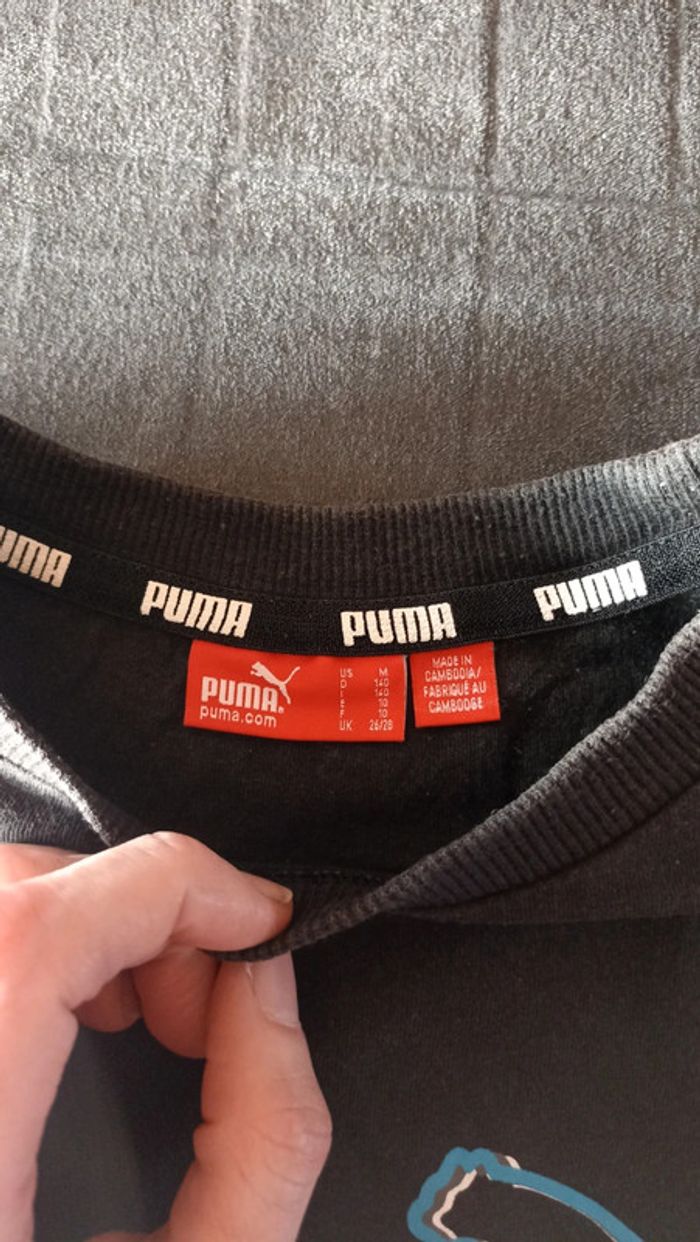 PUMA PUMA PUMA PUMA
PUMA®
puma.com
US M
D 140
I 140
E 10
F 10
UK 26/28
MADE IN
CAMBODIA/
FABRIQUÉ AU
CAMBODGE